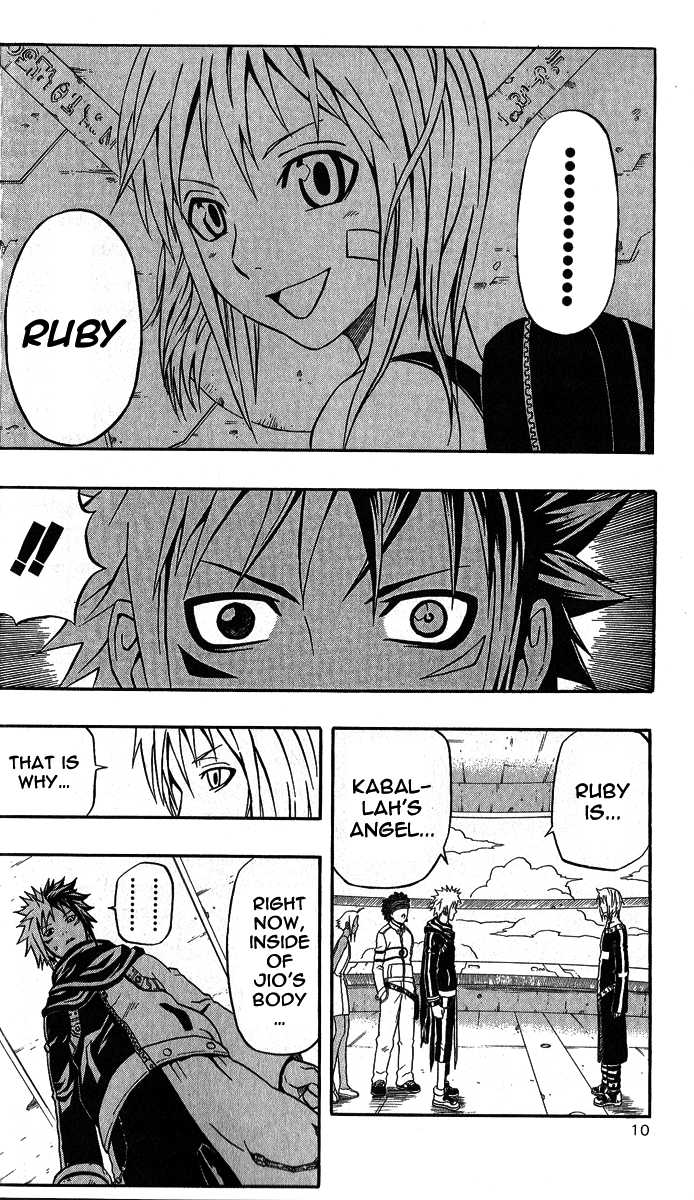 ..........
RUBY
!!
RUBY
IS...
KABAL-
LAH'S
ANGEL...
THAT IS
WHY...
RIGHT
NOW,
INSIDE
OF
JIO'S
BODY
...
.......
10